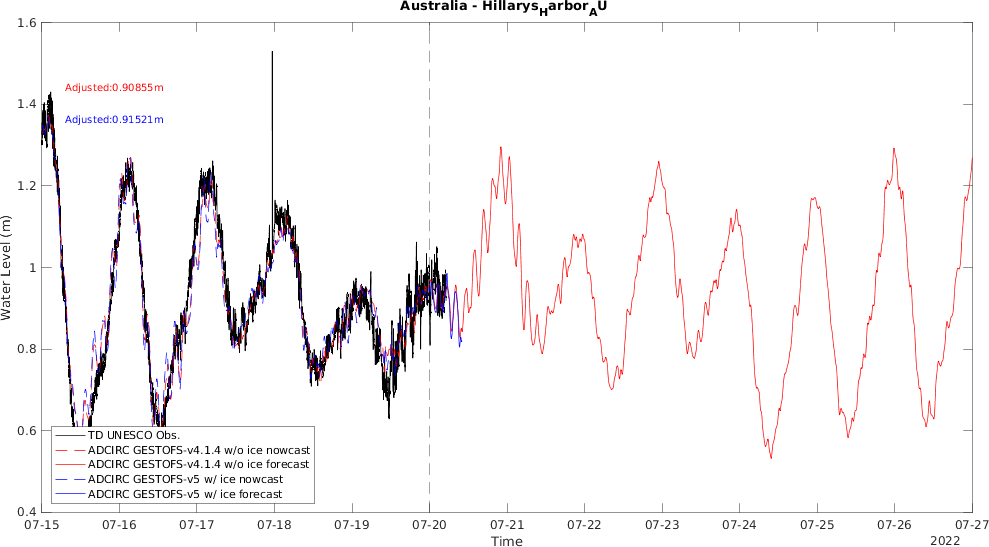 Australia - Hillarys_Harbor_AU
1.6
1.4
1.2
1
0.8
0.6
0.4
Water Level (m)
Adjusted:0.90855m
Adjusted:0.91521m
TD UNESCO Obs.
ADCIRC GESTOFS-v4.1.4 w/o ice nowcast
ADCIRC GESTOFS-v4.1.4 w/o ice forecast
ADCIRC GESTOFS-v5 w/ ice nowcast
ADCIRC GESTOFS-v5 w/ ice forecast
07-15 07-16 07-17 07-18 07-19 07-20 07-21 07-22 07-23 07-24 07-25 07-26 07-27
Time
2022